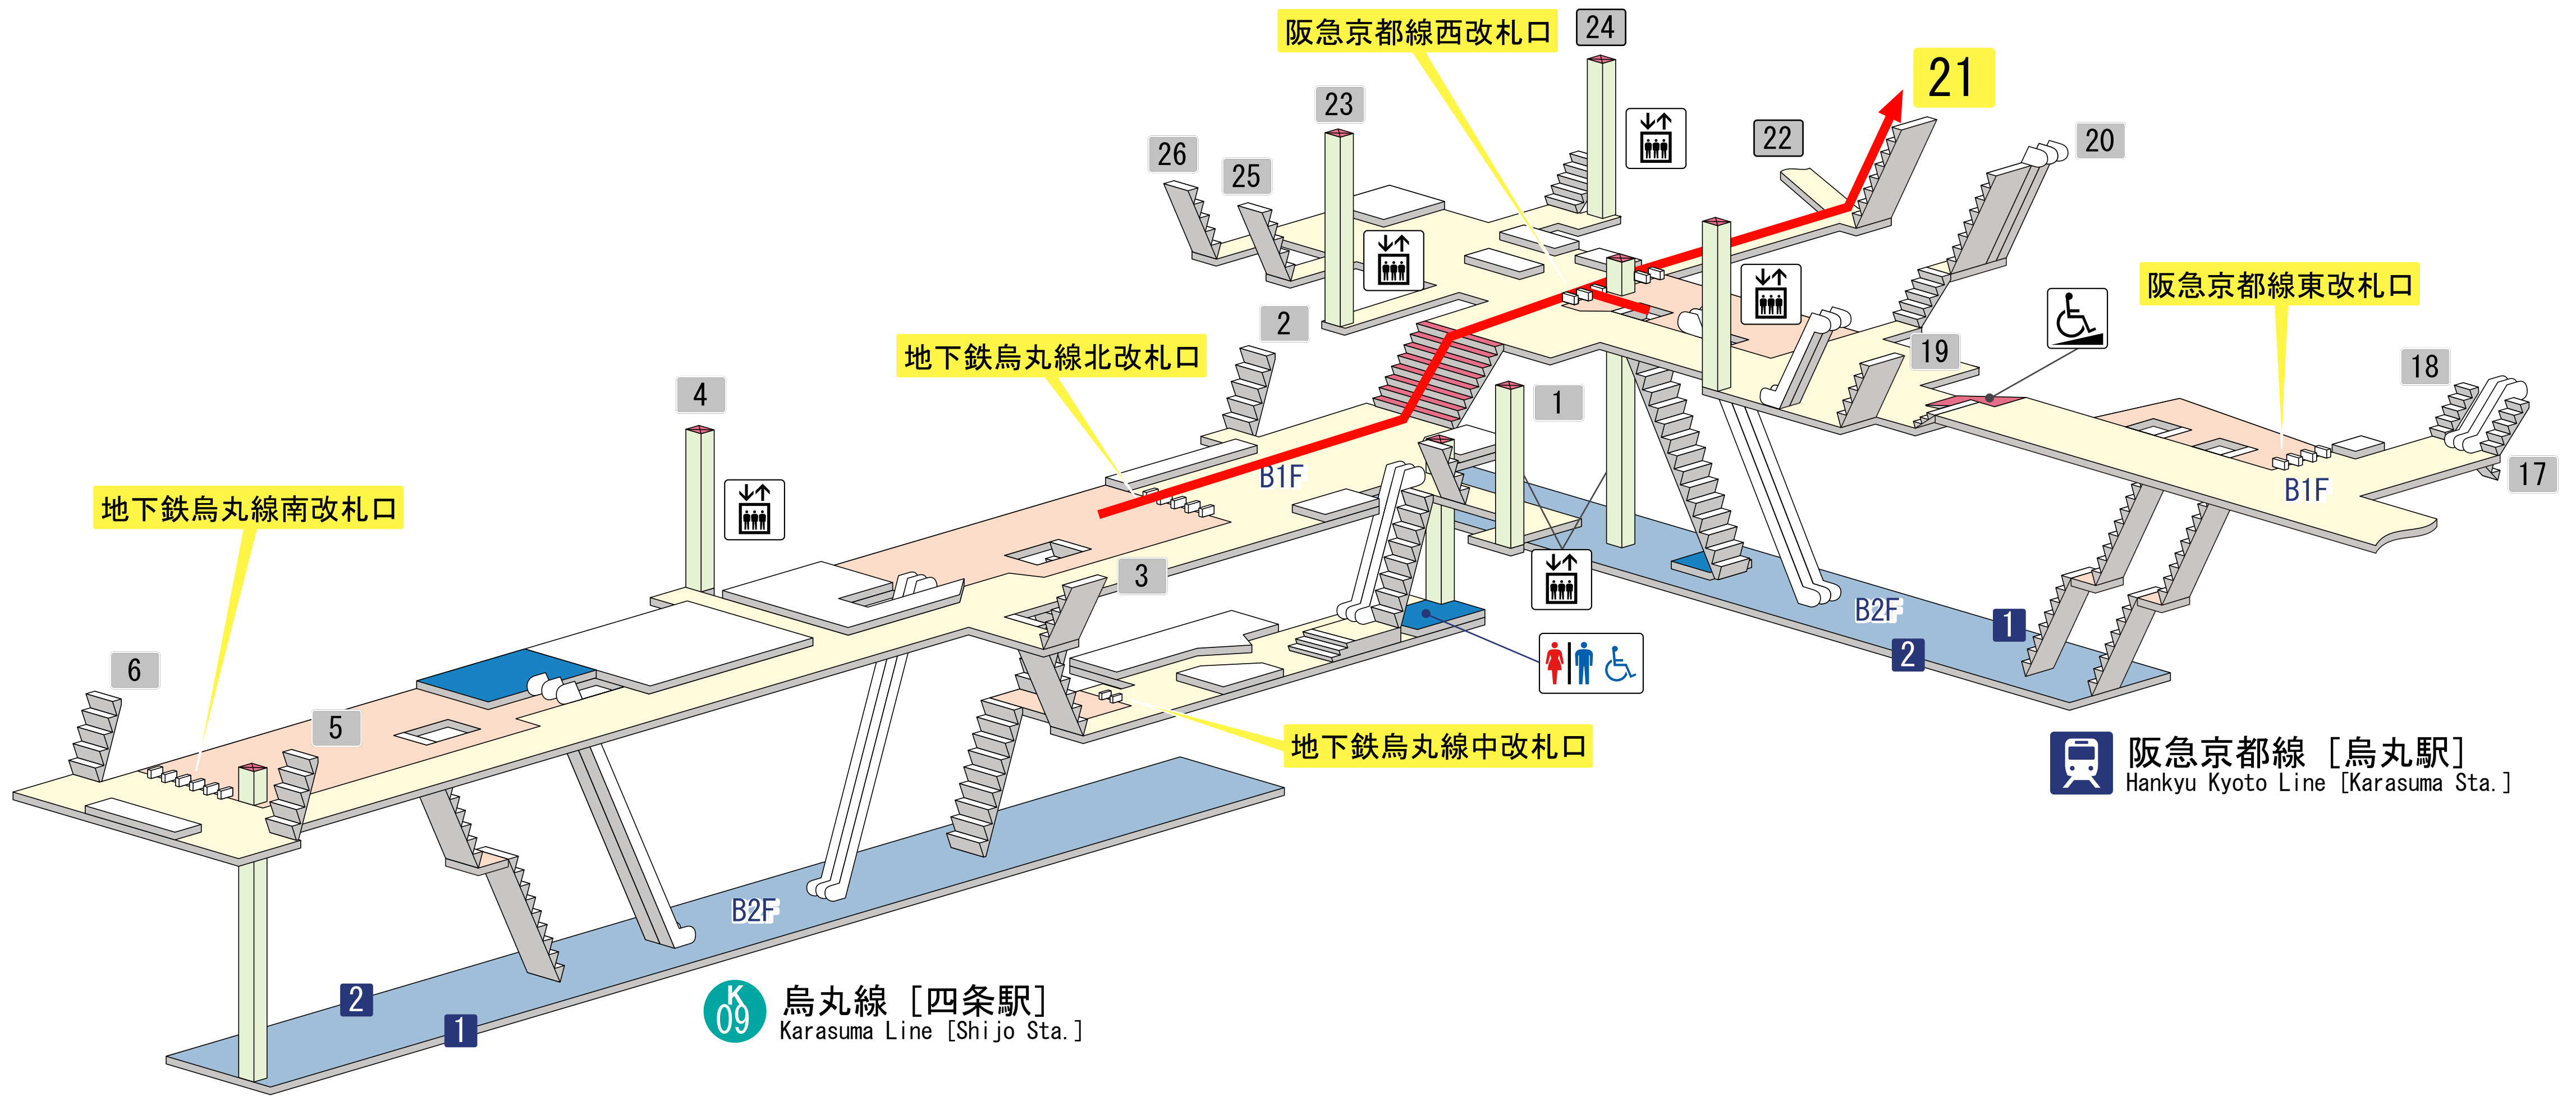 24
阪急京都線西改札口
21
23
22
20
26
25
阪急京都線東改札口
2
地下鉄烏丸線北改札口
19
18
4
1
17
B1F
B1F
地下鉄烏丸線南改札口
3
B2F
1
2
6
5
地下鉄烏丸線中改札口
阪急京都線［烏丸駅］
Hankyu Kyoto Line [Karasuma Sta.]
B2F
2
1
K
09
烏丸線［四条駅］
Karasuma Line [Shijo Sta.]